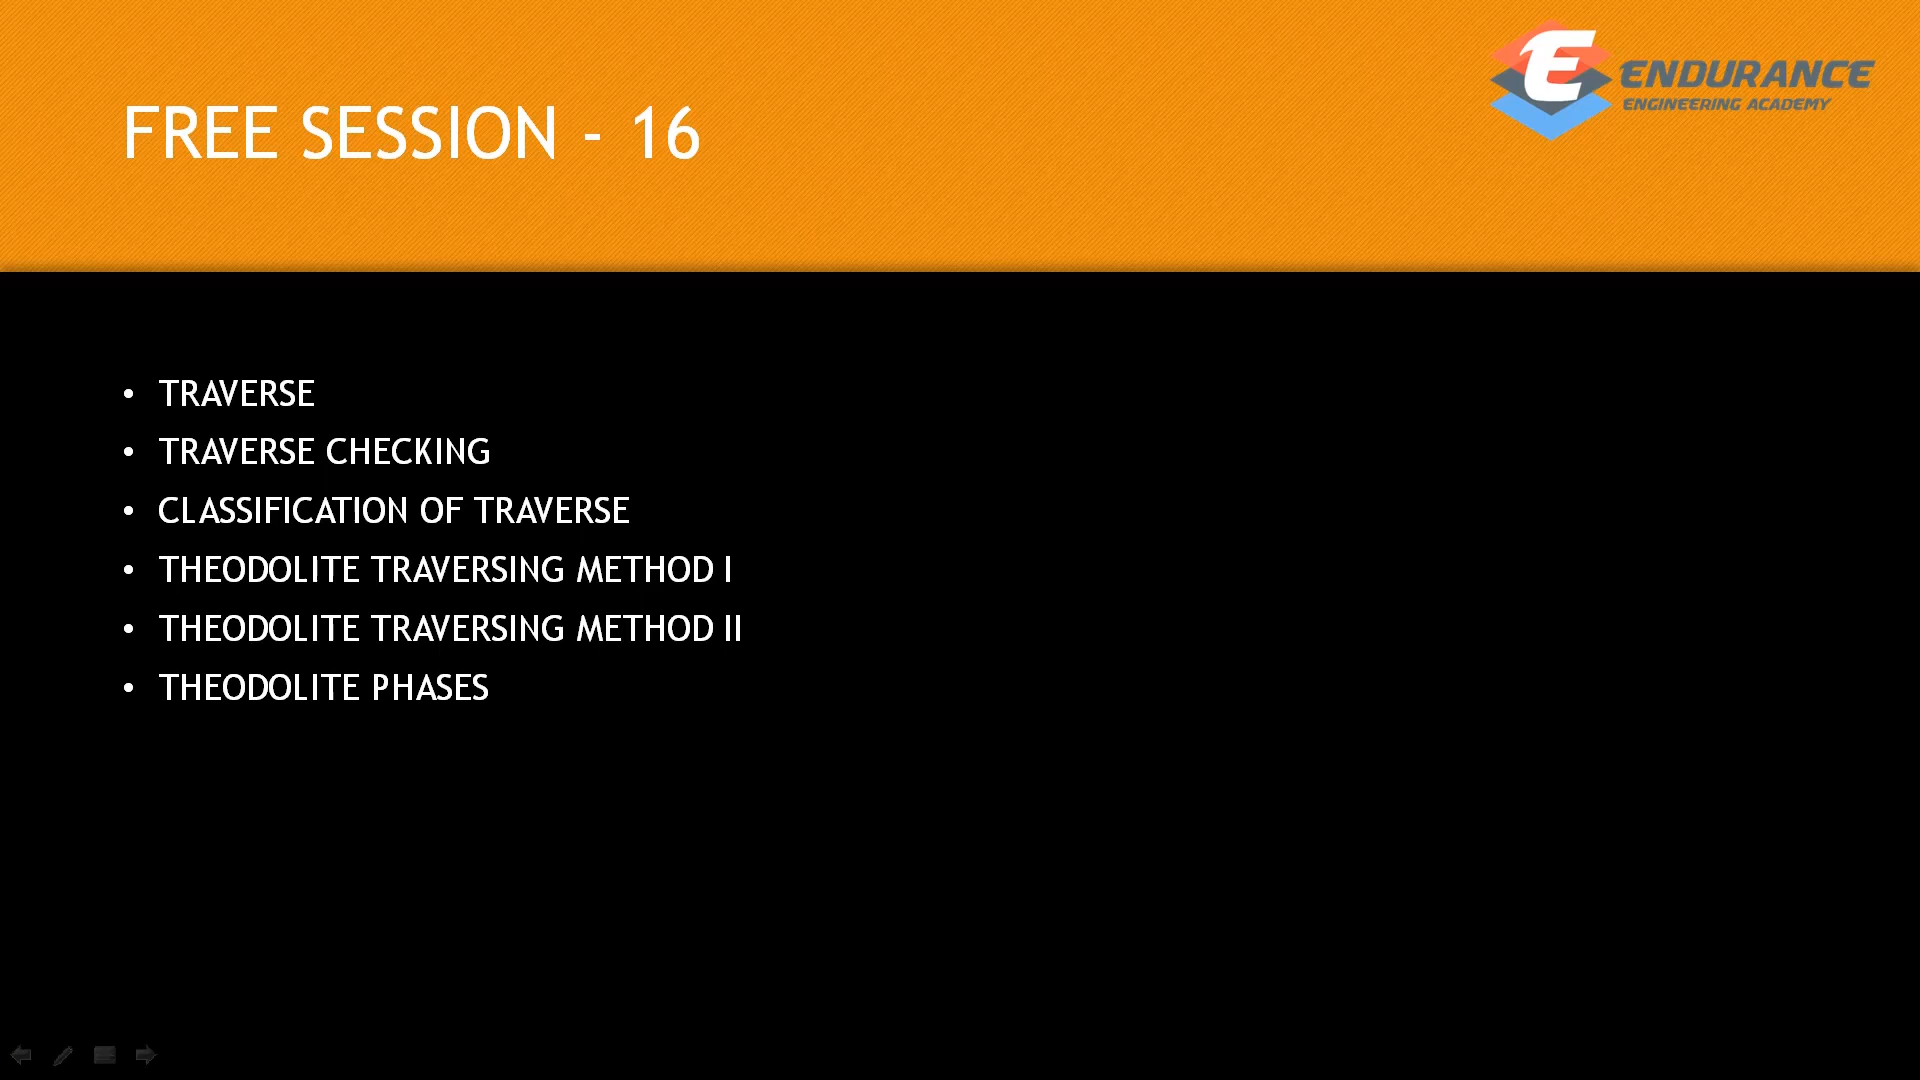 FREE SESSION - 16
ENDURANCE
ENGINEERING ACADEMY
• TRAVERSE
• TRAVERSE CHECKING
• CLASSIFICATION OF TRAVERSE
• THEODOLITE TRAVERSING METHOD I
• THEODOLITE TRAVERSING METHOD II
• THEODOLITE PHASES